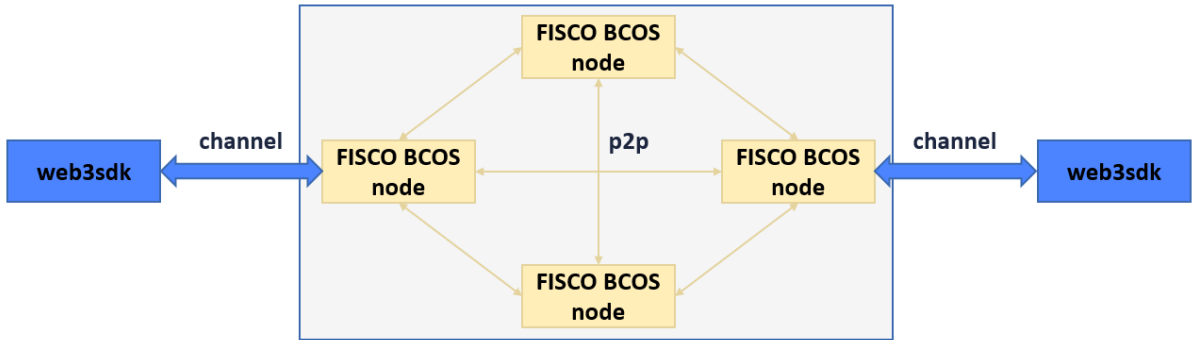 FISCO BCOS
node
channel
p2p
channel
web3sdk
FISCO BCOS
node
FISCO BCOS
node
web3sdk
FISCO BCOS
node